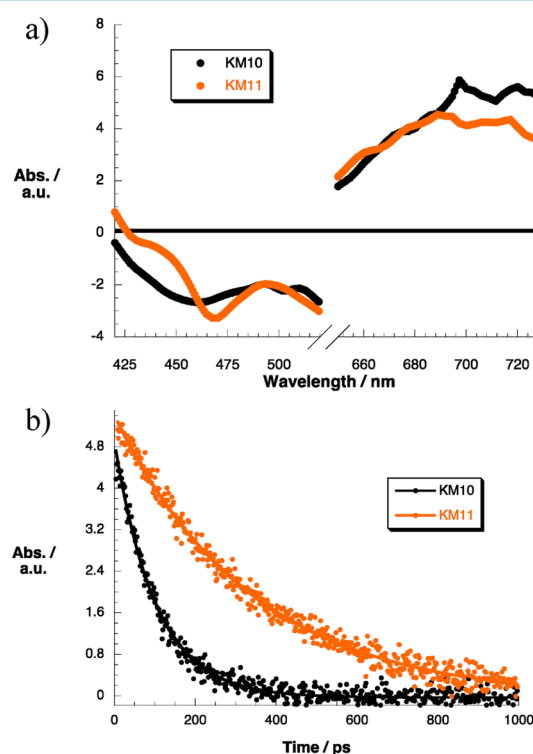 a)
8
KM10
KM11
6
4
Abs. /
a.u.
2
0
-2
-4
425 450 475 500 660 680 700 720
Wavelength / nm
b)
4.8
KM10
KM11
3.2
Abs. /
a.u.
2.4
1.6
0.8
0
0 200 400 600 800 1000
Time / ps